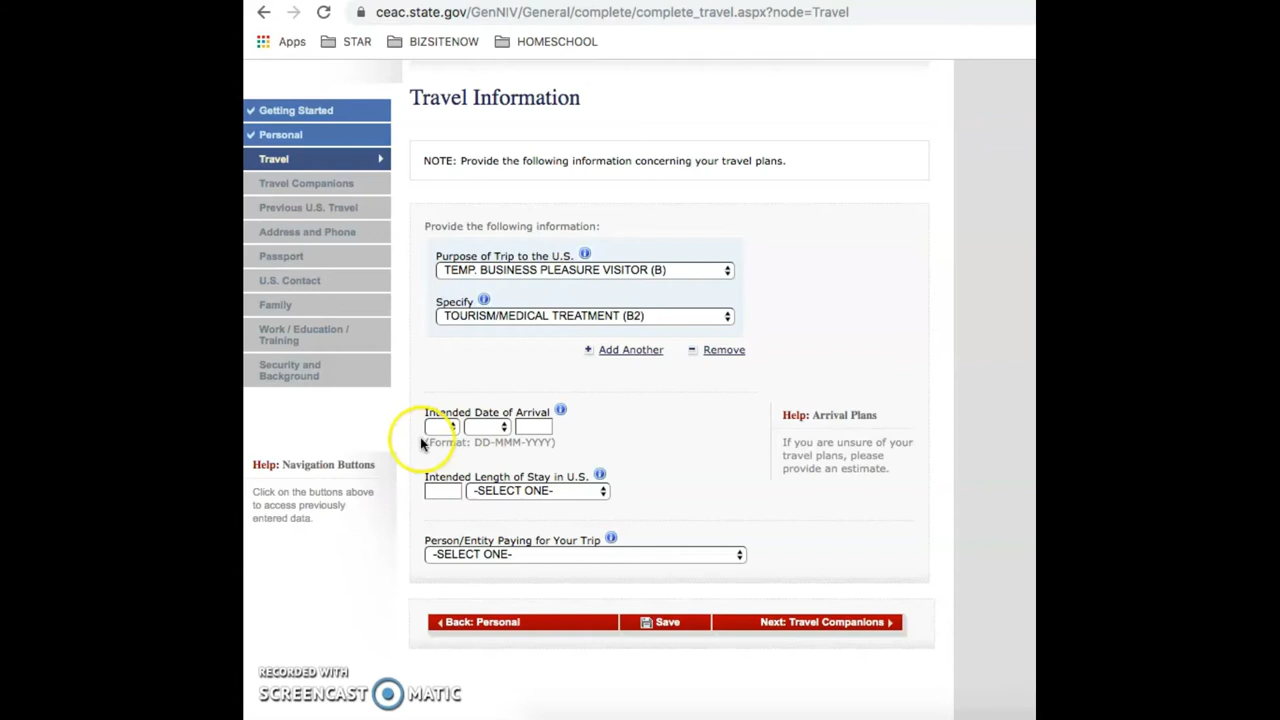 ceac.state.gov/GenNIV/General/complete/complete_travel.aspx?node=Travel
Apps STAR BIZSITENOW HOMESCHOOL
Travel Information
Getting Started
Personal
Travel
Travel Companions
Previous U.S. Travel
Address and Phone
Passport
U.S. Contact
Family
Work / Education /
Training
Security and
Background
Help: Navigation Buttons
Click on the buttons above
to access previously
entered data.
NOTE: Provide the following information concerning your travel plans.
Provide the following information:
Purpose of Trip to the U.S.
TEMP. BUSINESS PLEASURE VISITOR (B)
Specify
TOURISM/MEDICAL TREATMENT (B2)
Add Another Remove
Intended Date of Arrival
(Format: DD-MMM-YYYY)
Intended Length of Stay in U.S.
-SELECT ONE-
Person/Entity Paying for Your Trip
-SELECT ONE-
Help: Arrival Plans
If you are unsure of your
travel plans, please
provide an estimate.
Back: Personal Save Next: Travel Companions
RECORDED WITH
SCREENCAST MATIC